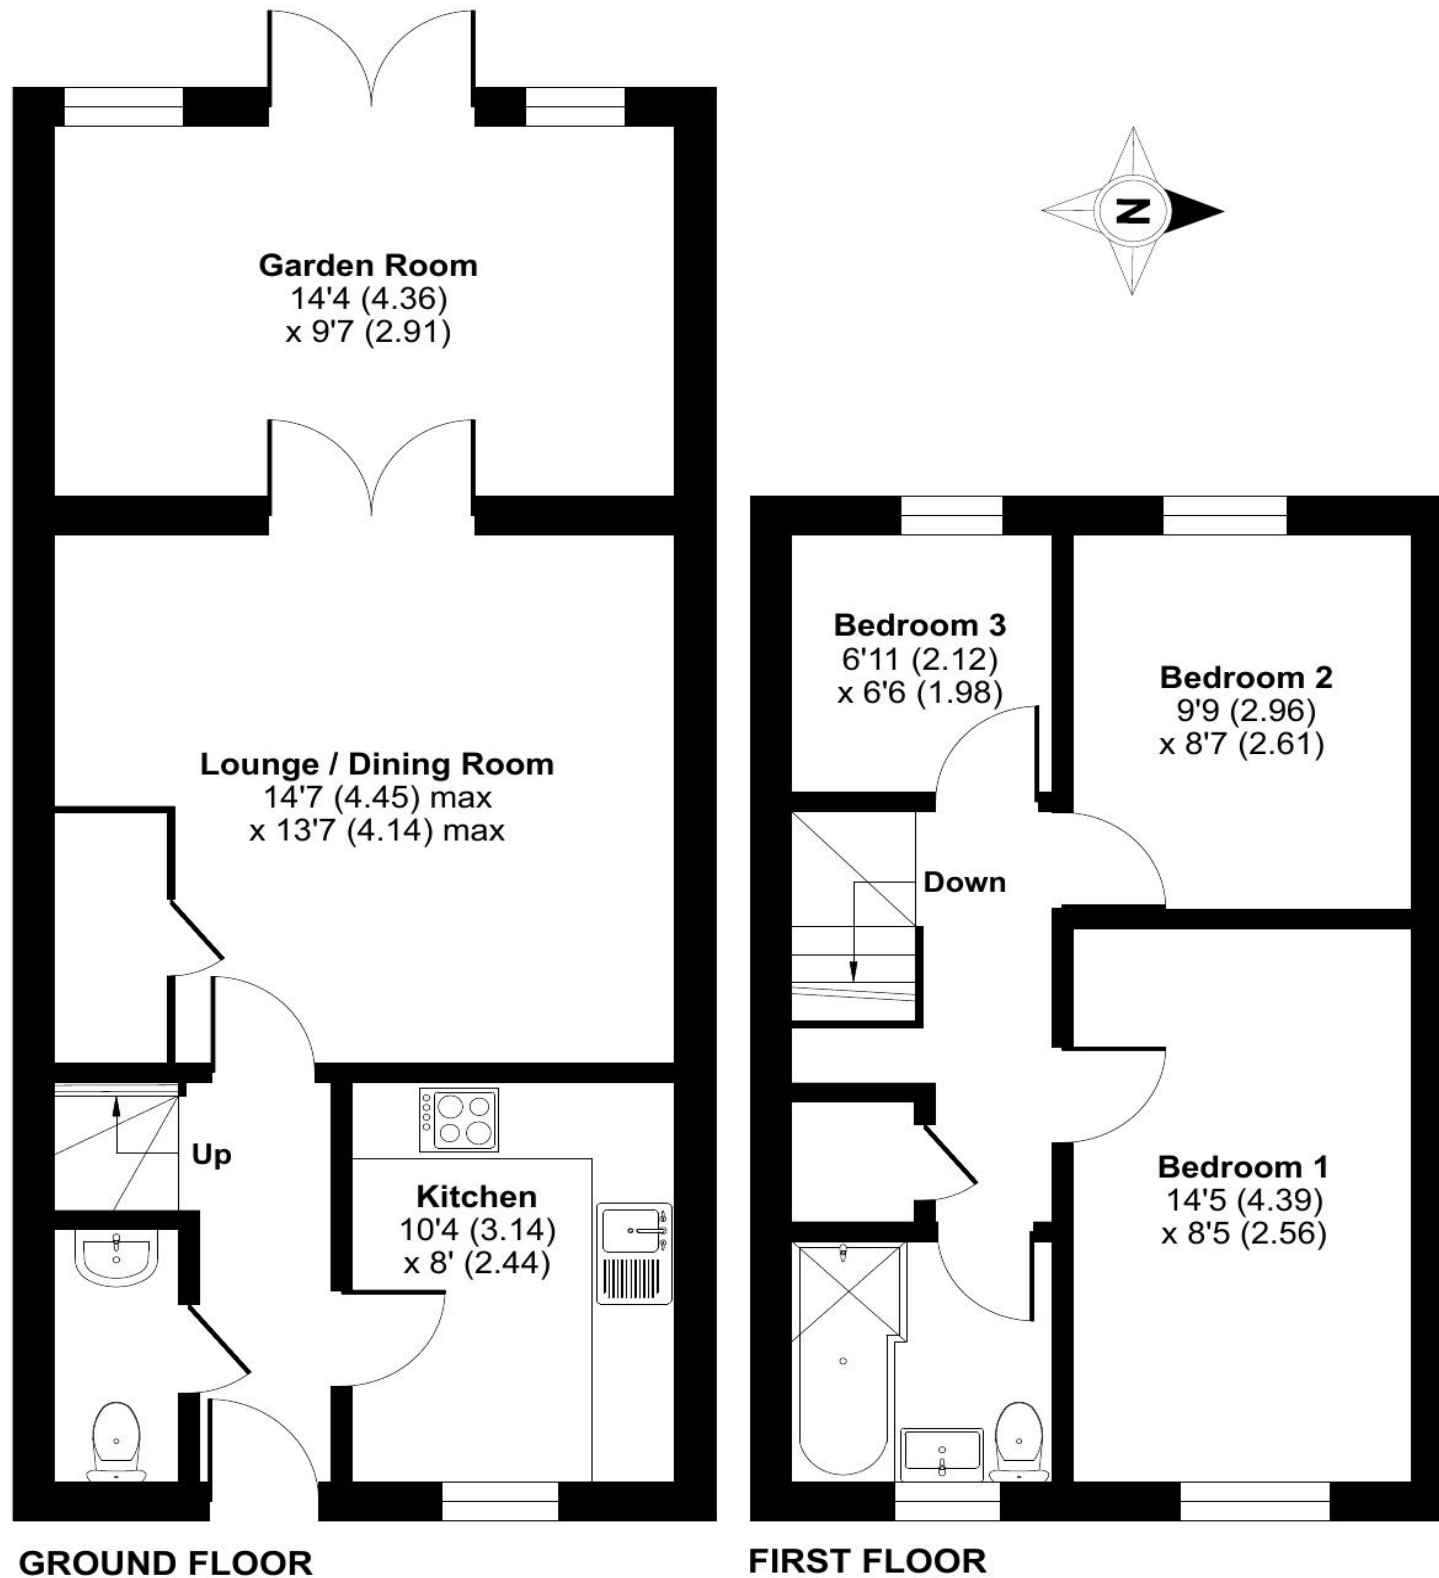 Garden Room
14'4 (4.36)
x 9'7 (2.91)
N
Lounge / Dining Room
14'7 (4.45) max
x 13'7 (4.14) max
Up
Kitchen
10'4 (3.14)
x 8' (2.44)
GROUND FLOOR
Bedroom 3
6'11 (2.12)
x 6'6 (1.98)
Bedroom 2
9'9 (2.96)
x 8'7 (2.61)
Down
Bedroom 1
14'5 (4.39)
x 8'5 (2.56)
FIRST FLOOR